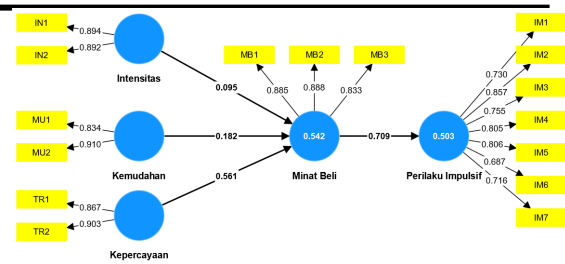 IN1
0.894
IN2
0.892
Intensitas
0.095
MU1
0.834
MU2
0.910
Kemudahan
0.182
TR1
0.867
TR2
0.903
Kepercayaan
0.561
MB1
MB2
MB3
0.885
0.888
0.833
0.542
Minat Beli
0.709
0.503
Perilaku Impulsif
IM1
0.730
IM2
0.857
IM3
0.755
IM4
0.805
IM5
0.806
IM6
0.687
IM7
0.716